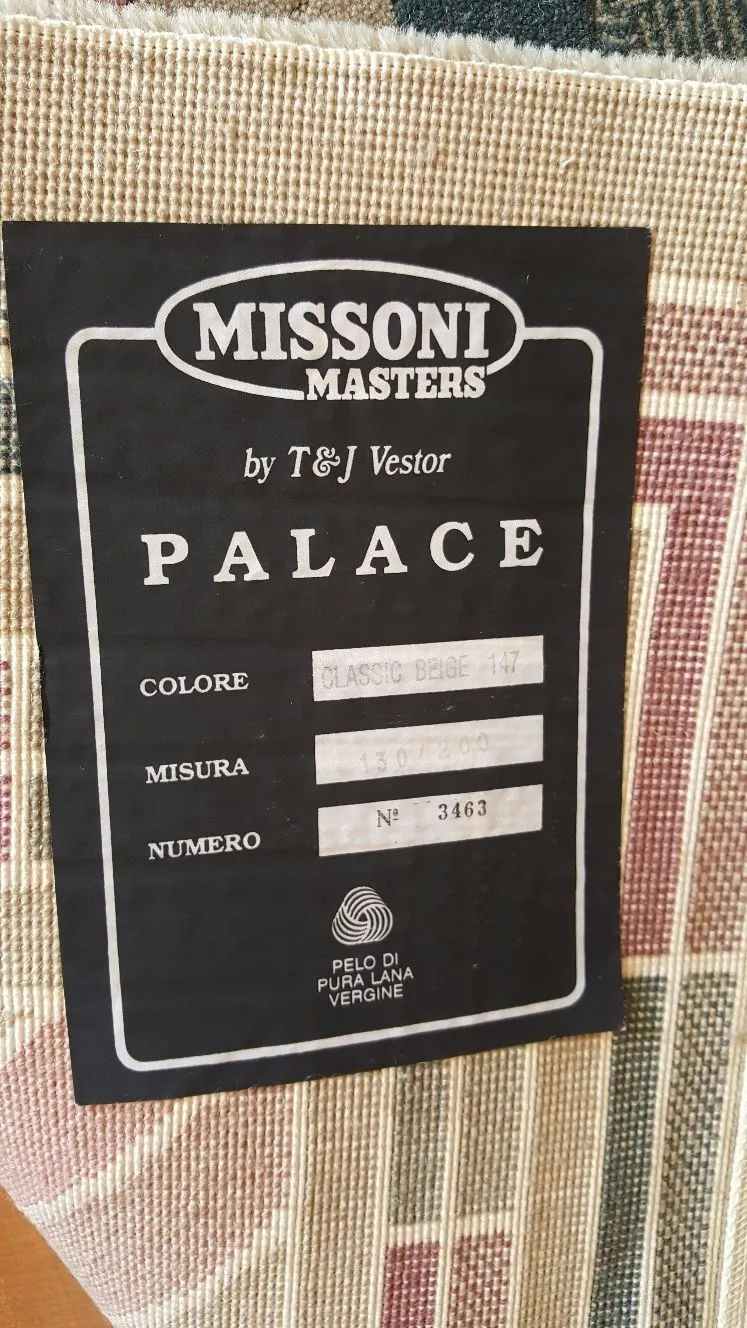 MISSONI
MASTERS
by T&J Vestor
PALACE
COLORE CLASSIC BEIGE 147
MISURA 130/200
NUMERO Nº 3463
PELO DI
PURA LANA
VERGINE